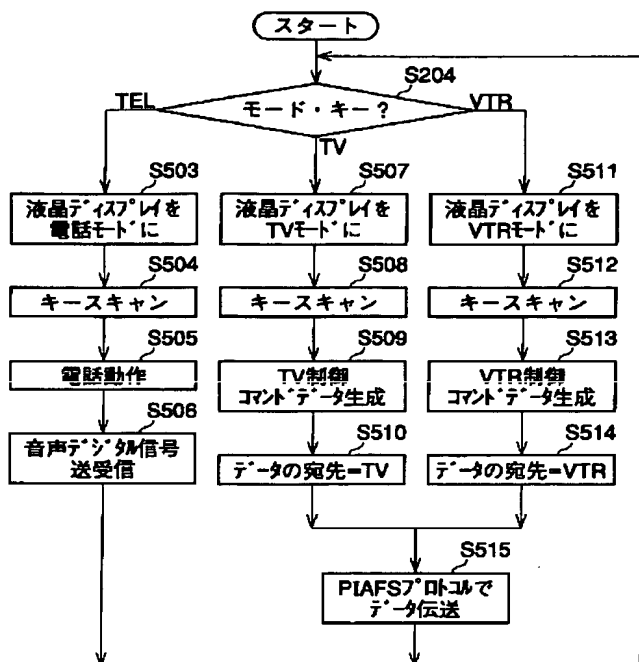 スタート
S204
モード・キー?
TEL
TV
VTR
S503
液晶ディスプレイを
電話モードに
S507
液晶ディスプレイを
TVモードに
S511
液晶ディスプレイを
VTRモードに
S504
キースキャン
S508
キースキャン
S512
キースキャン
S505
電話動作
S509
TV制御
コマンドデータ生成
S513
VTR制御
コマンドデータ生成
S506
音声デジタル信号
送受信
S510
データの宛先=TV
S514
データの宛先=VTR
S515
PIAFSプロトコルで
データ伝送